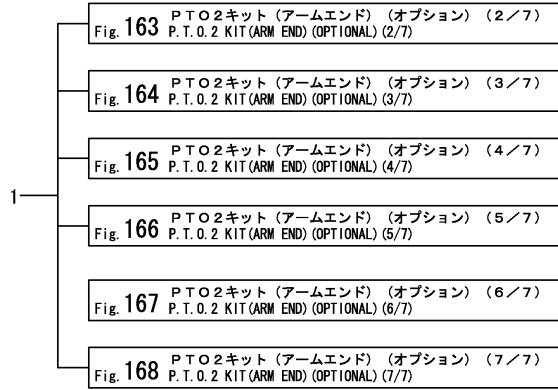 PTO2キット（アームエンド）（オプション）（2／7）
Fig. 163 P.T.O.2 KIT(ARM END)(OPTIONAL)(2/7)
PTO2キット（アームエンド）（オプション）（3／7）
Fig. 164 P.T.O.2 KIT(ARM END)(OPTIONAL)(3/7)
PTO2キット（アームエンド）（オプション）（4／7）
Fig. 165 P.T.O.2 KIT(ARM END)(OPTIONAL)(4/7)
1
PTO2キット（アームエンド）（オプション）（5／7）
Fig. 166 P.T.O.2 KIT(ARM END)(OPTIONAL)(5/7)
PTO2キット（アームエンド）（オプション）（6／7）
Fig. 167 P.T.O.2 KIT(ARM END)(OPTIONAL)(6/7)
PTO2キット（アームエンド）（オプション）（7／7）
Fig. 168 P.T.O.2 KIT(ARM END)(OPTIONAL)(7/7)